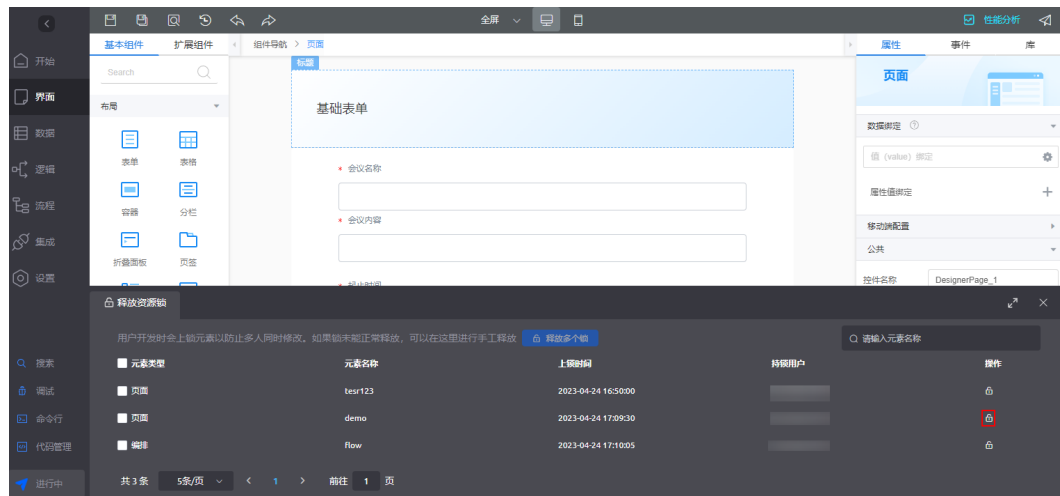 全屏
性能分析
基本组件 扩展组件 组件导航 > 页面 属性 事件 库
开始
界面
数据
逻辑
流程
集成
设置
搜索
调试
命令行
代码管理
进行中
Search
布局
表单 表格
容器 分栏
折叠面板 页签
标题
基础表单
* 会议名称
* 会议内容
* 起止时间
页面
数据绑定
值 (value) 绑定
属性值绑定
移动端配置
公共
控件名称 DesignerPage_1
释放资源锁
用户开发时会上锁元素以防止多人同时修改。如果锁未能正常释放，可以在这里进行手工释放 释放多个锁 请输入元素名称
元素类型 元素名称 上锁时间 持锁用户 操作
页面 tesr123 2023-04-24 16:50:00
页面 demo 2023-04-24 17:09:30
编排 flow 2023-04-24 17:10:05
共 3 条 5条/页 < 1 > 前往 1 页